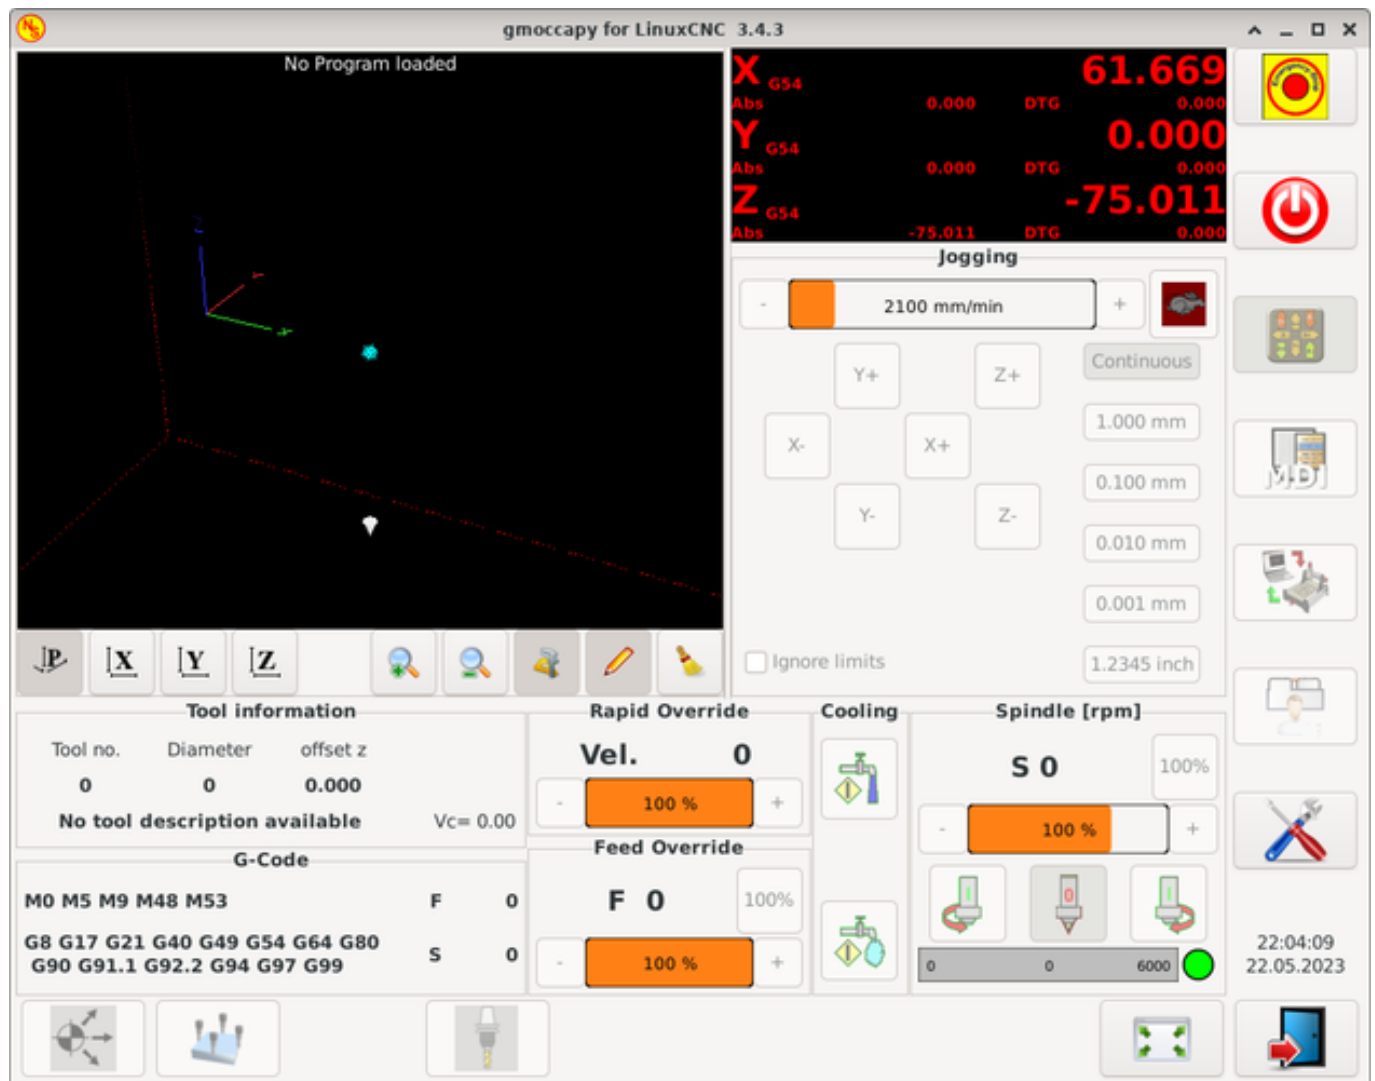 gmoccapy for LinuxCNC 3.4.3
No Program loaded
X G54 61.669
Abs 0.000 DTG 0.000
Y G54 0.000
Abs 0.000 DTG 0.000
Z G54 -75.011
Abs -75.011 DTG 0.000
Jogging
- 2100 mm/min +
Y+ Z+ Continuous
1.000 mm
X- X+
0.100 mm
Y- Z-
0.010 mm
0.001 mm
Ignore limits 1.2345 inch
MDI
P X Y Z
Tool information
Tool no. Diameter offset z
0 0 0.000
No tool description available Vc= 0.00
G-Code
M0 M5 M9 M48 M53 F 0
G8 G17 G21 G40 G49 G54 G64 G80
G90 G91.1 G92.2 G94 G97 G99
S 0
Rapid Override
Vel. 0
- 100 % +
Feed Override
F 0 100%
- 100 % +
Cooling
Spindle [rpm]
S 0 100%
- 100 % +
I 0 I
0 0 6000
22:04:09
22.05.2023